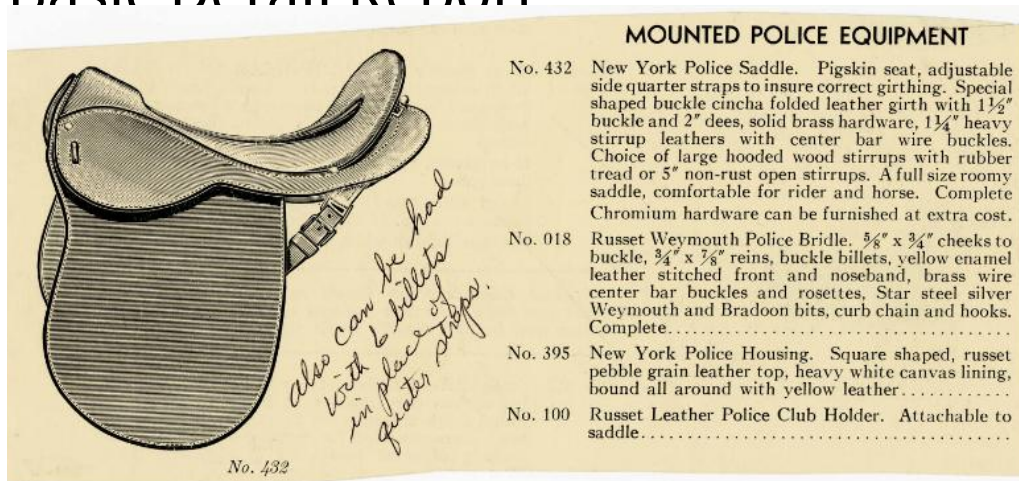 Basic Detail Report
MOUNTED POLICE EQUIPMENT
No. 432 New York Police Saddle. Pigskin seat, adjustable
side quarter straps to insure correct girthing. Special
shaped buckle cincha folded leather girth with 1½″
buckle and 2″ dees, solid brass hardware, 1¼″ heavy
stirrup leathers with center bar wire buckles.
Choice of large hooded wood stirrups with rubber
tread or 5″ non-rust open stirrups. A full size roomy
saddle, comfortable for rider and horse. Complete
Chromium hardware can be furnished at extra cost.
No. 018 Russet Weymouth Police Bridle. ⅝″ x ¾″ cheeks to
buckle, ¾″ x ⅞″ reins, buckle billets, yellow enamel
leather stitched front and noseband, brass wire
center bar buckles and rosettes, Star steel silver
Weymouth and Bradoon bits, curb chain and hooks.
Complete....................................
No. 395 New York Police Housing. Square shaped, russet
pebble grain leather top, heavy white canvas lining,
bound all around with yellow leather............
No. 100 Russet Leather Police Club Holder. Attachable to
saddle.......................................
also can be had
with 6 billets
in place of
quater straps.
No. 432